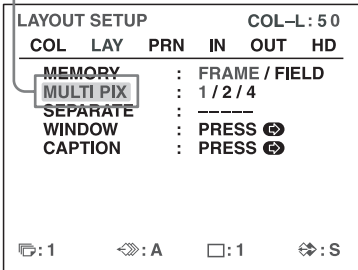 LAYOUT SETUP COL–L:50
COL LAY PRN IN OUT HD
MEMORY : FRAME / FIELD
MULTI PIX : 1 / 2 / 4
SEPARATE : –––––
WINDOW : PRESS
CAPTION : PRESS
:1 :A :1 :S